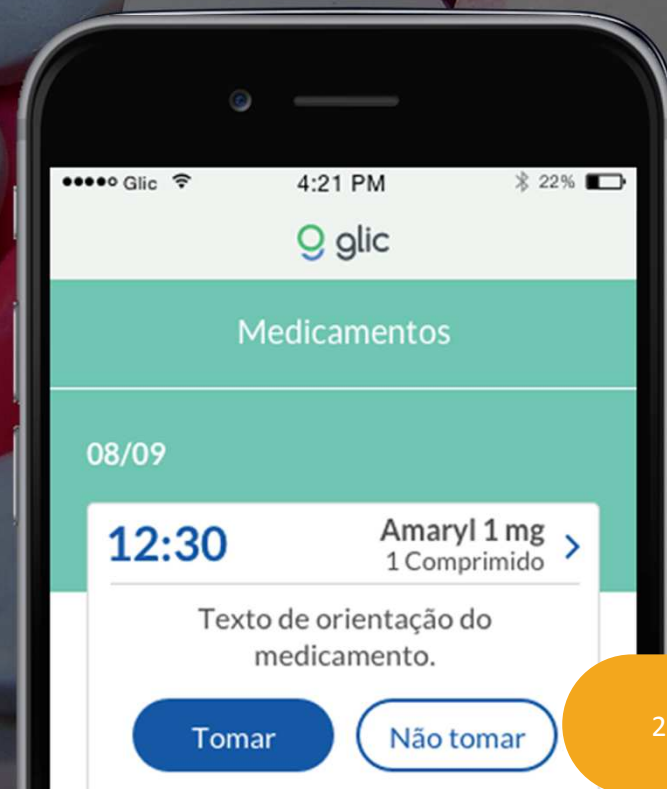 Glic 4:21 PM 22%
glic
Medicamentos
08/09
12:30 Amaryl 1 mg
1 Comprimido
Texto de orientação do
medicamento.
Tomar Não tomar
2